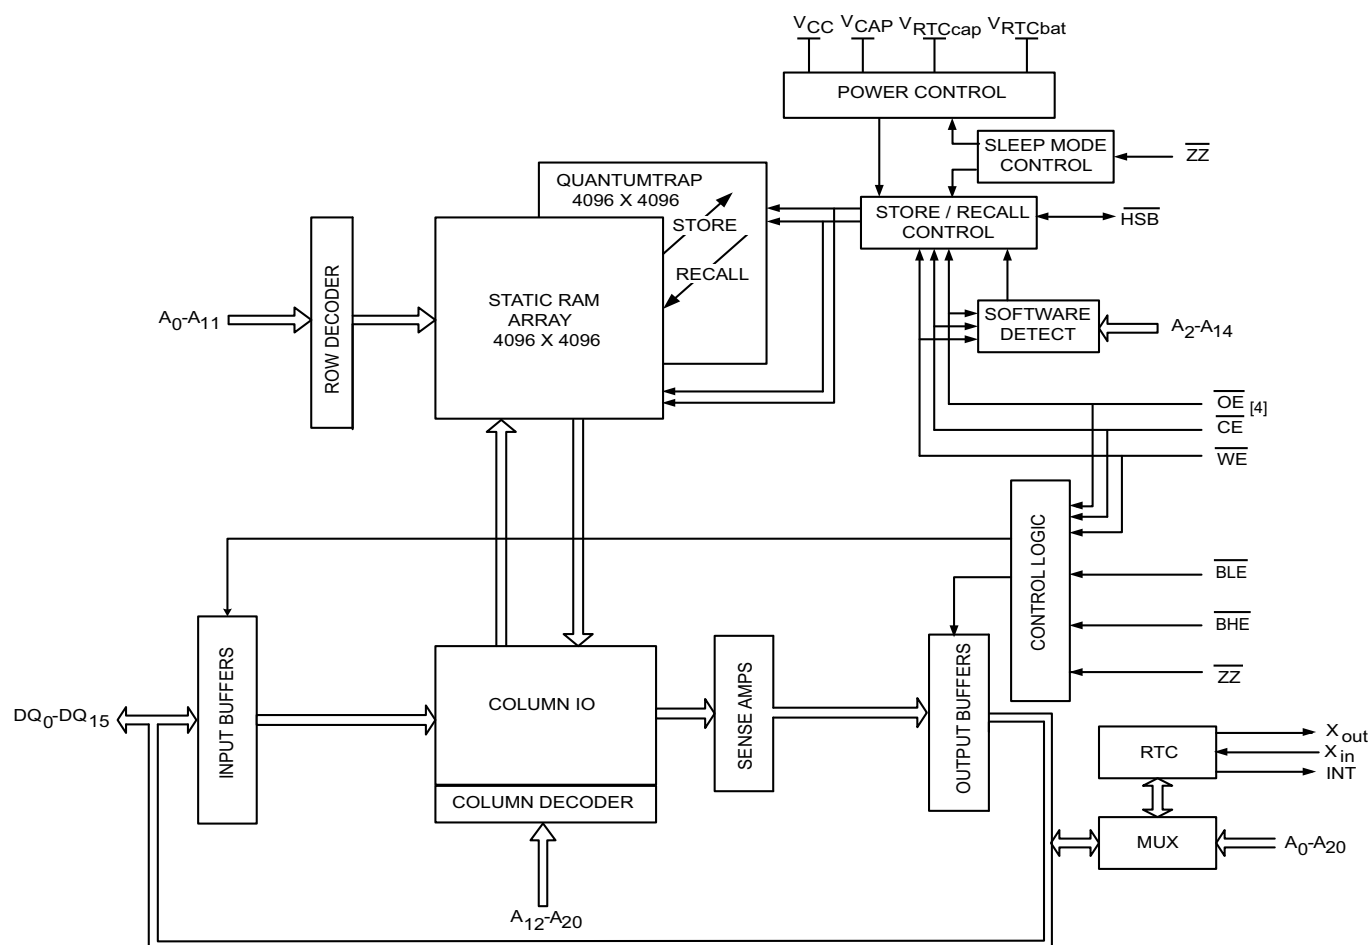 VCC VCAP VRTCcap VRTCbat
POWER CONTROL
SLEEP MODE
CONTROL
ZZ
QUANTUMTRAP
4096 X 4096
STORE
RECALL
STORE / RECALL
CONTROL
HSB
ROW DECODER
A0-A11
STATIC RAM
ARRAY
4096 X 4096
SOFTWARE
DETECT
A2-A14
OE [4]
CE
WE
CONTROL LOGIC
BLE
BHE
ZZ
DQ0-DQ15
INPUT BUFFERS
COLUMN IO
COLUMN DECODER
SENSE AMPS
OUTPUT BUFFERS
RTC
Xout
Xin
INT
MUX
A0-A20
A12-A20